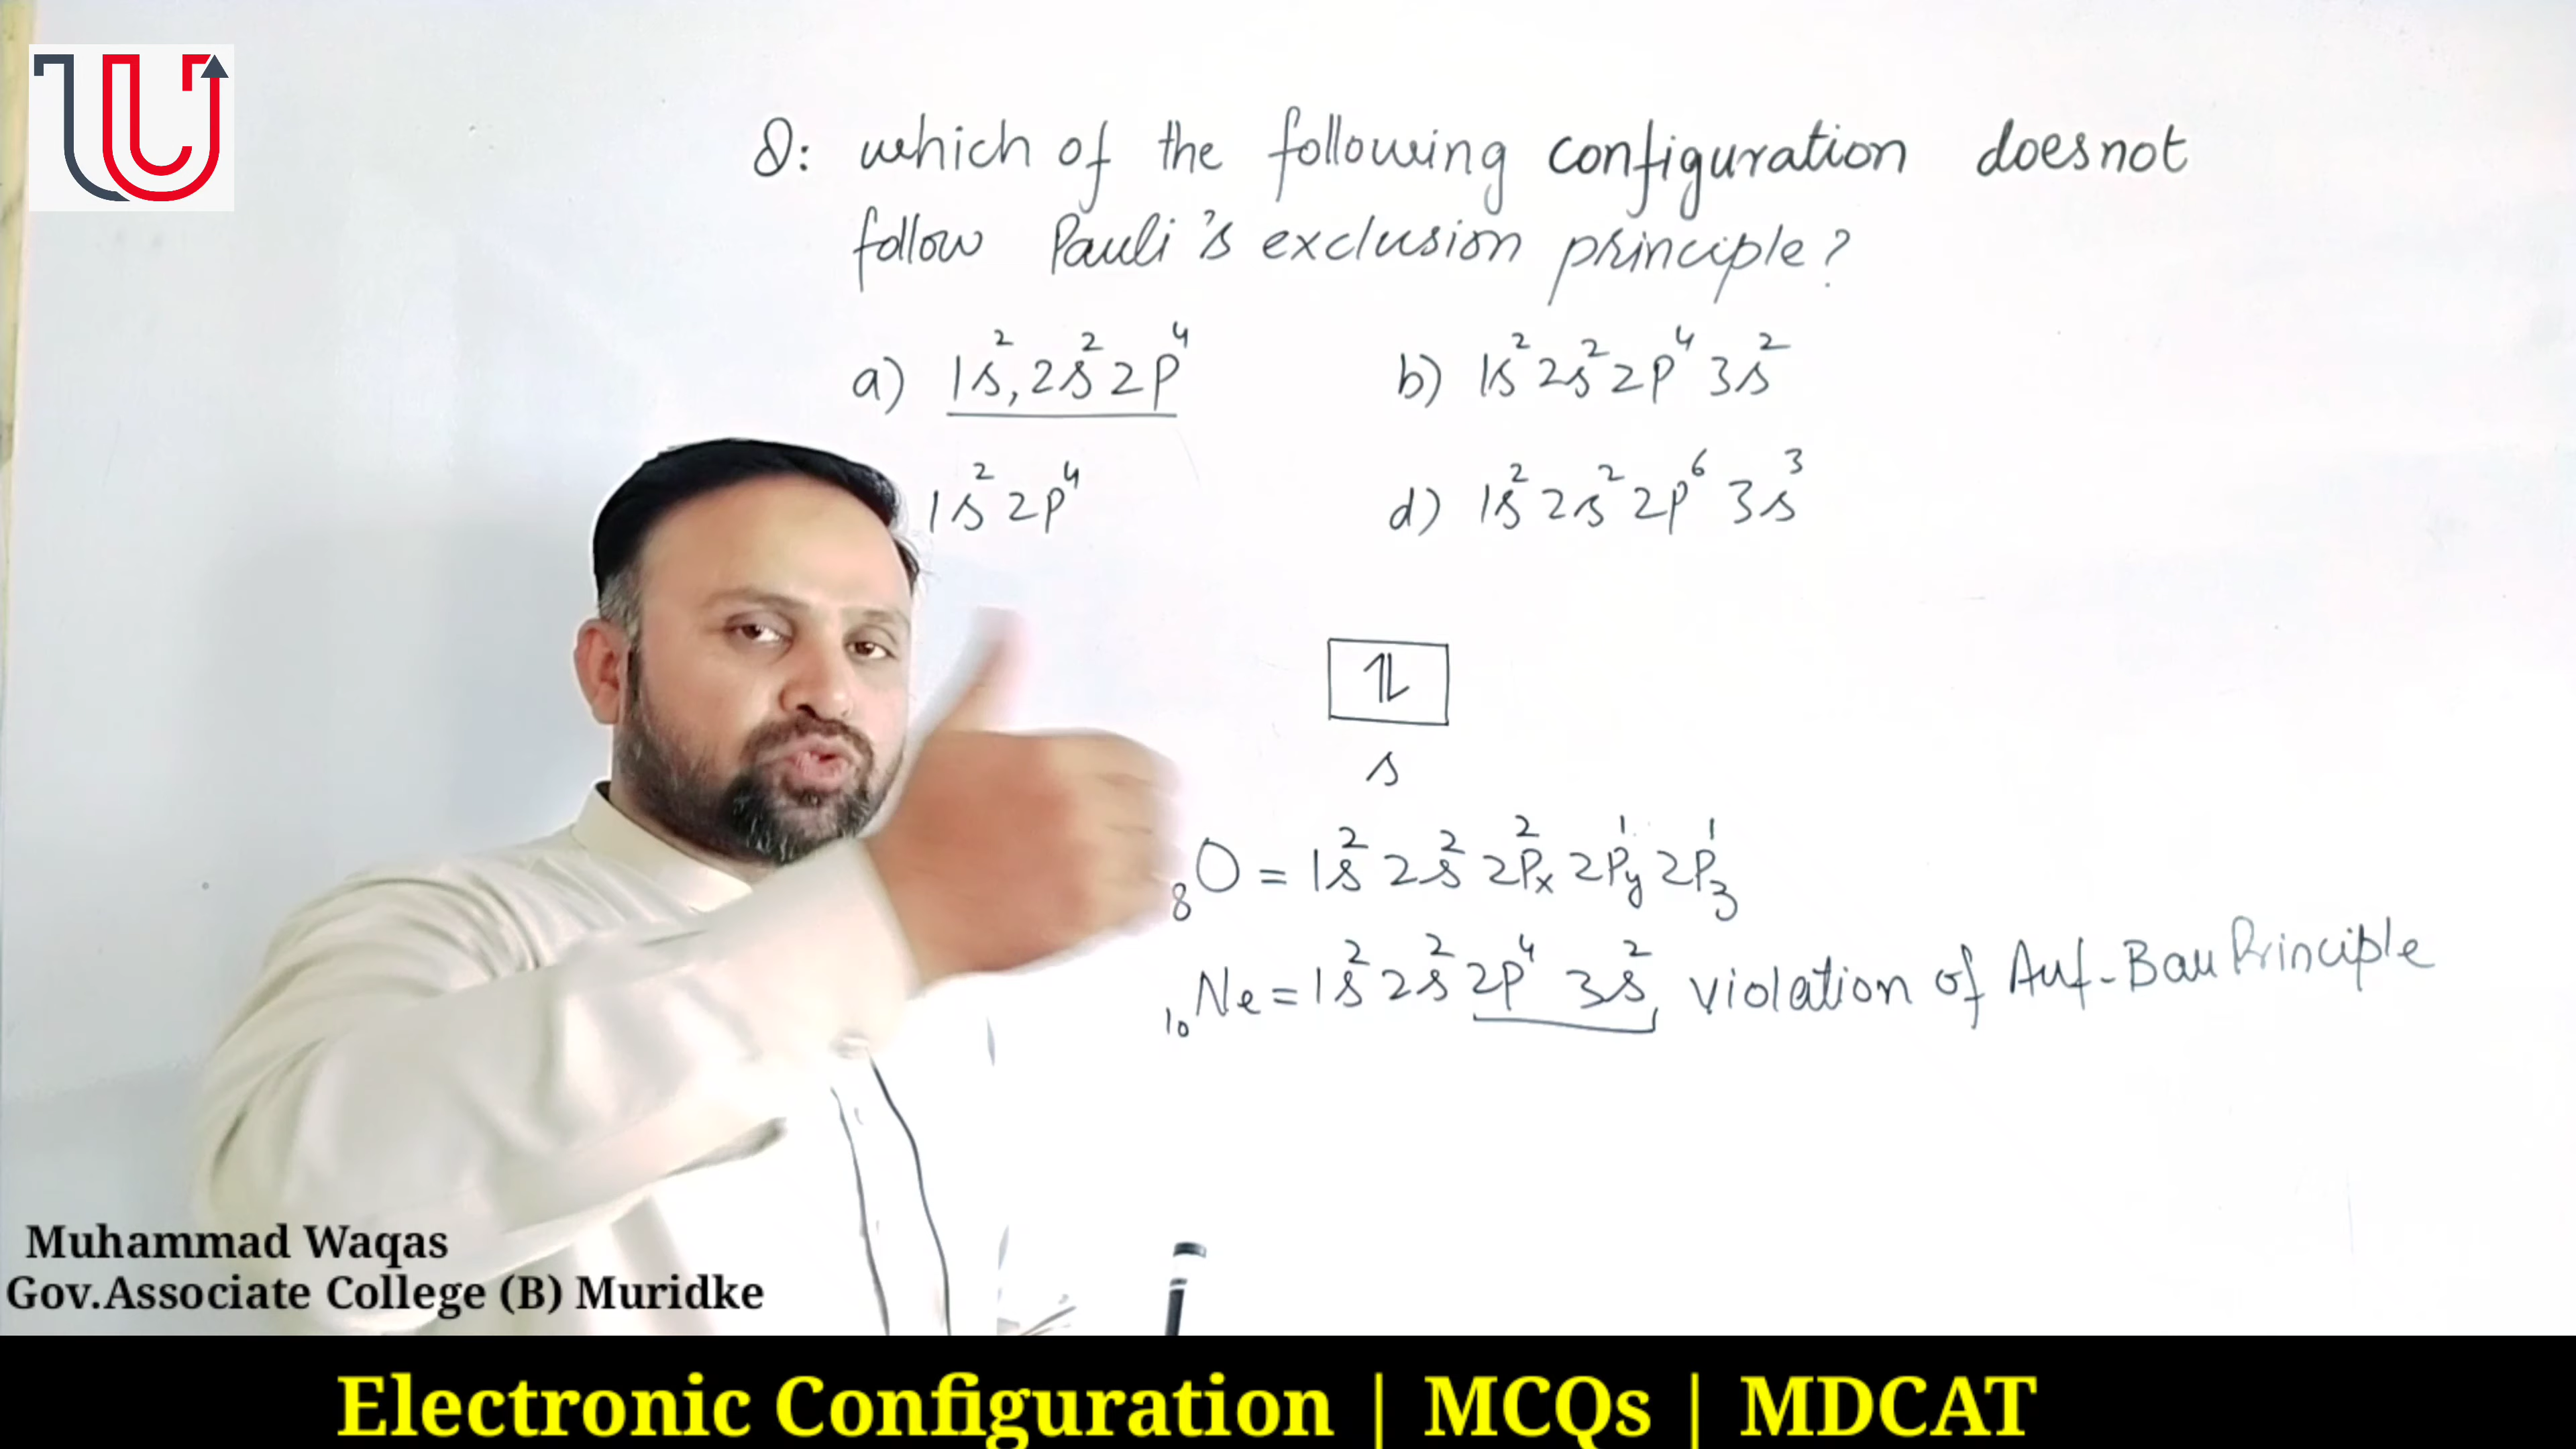 Q: which of the following configuration doesnot
follow Pauli's exclusion principle?
a) 1s², 2s² 2p⁴
b) 1s² 2s² 2p⁴ 3s²
1s² 2p⁴
d) 1s² 2s² 2p⁶ 3s³
⥮
s
₈O = 1s² 2s² 2Pₓ² 2Py¹ 2Pz¹
₁₀Ne = 1s² 2s² 2p⁴ 3s² violation of Auf-Bau Principle
Muhammad Waqas
Gov.Associate College (B) Muridke
Electronic Configuration | MCQs | MDCAT